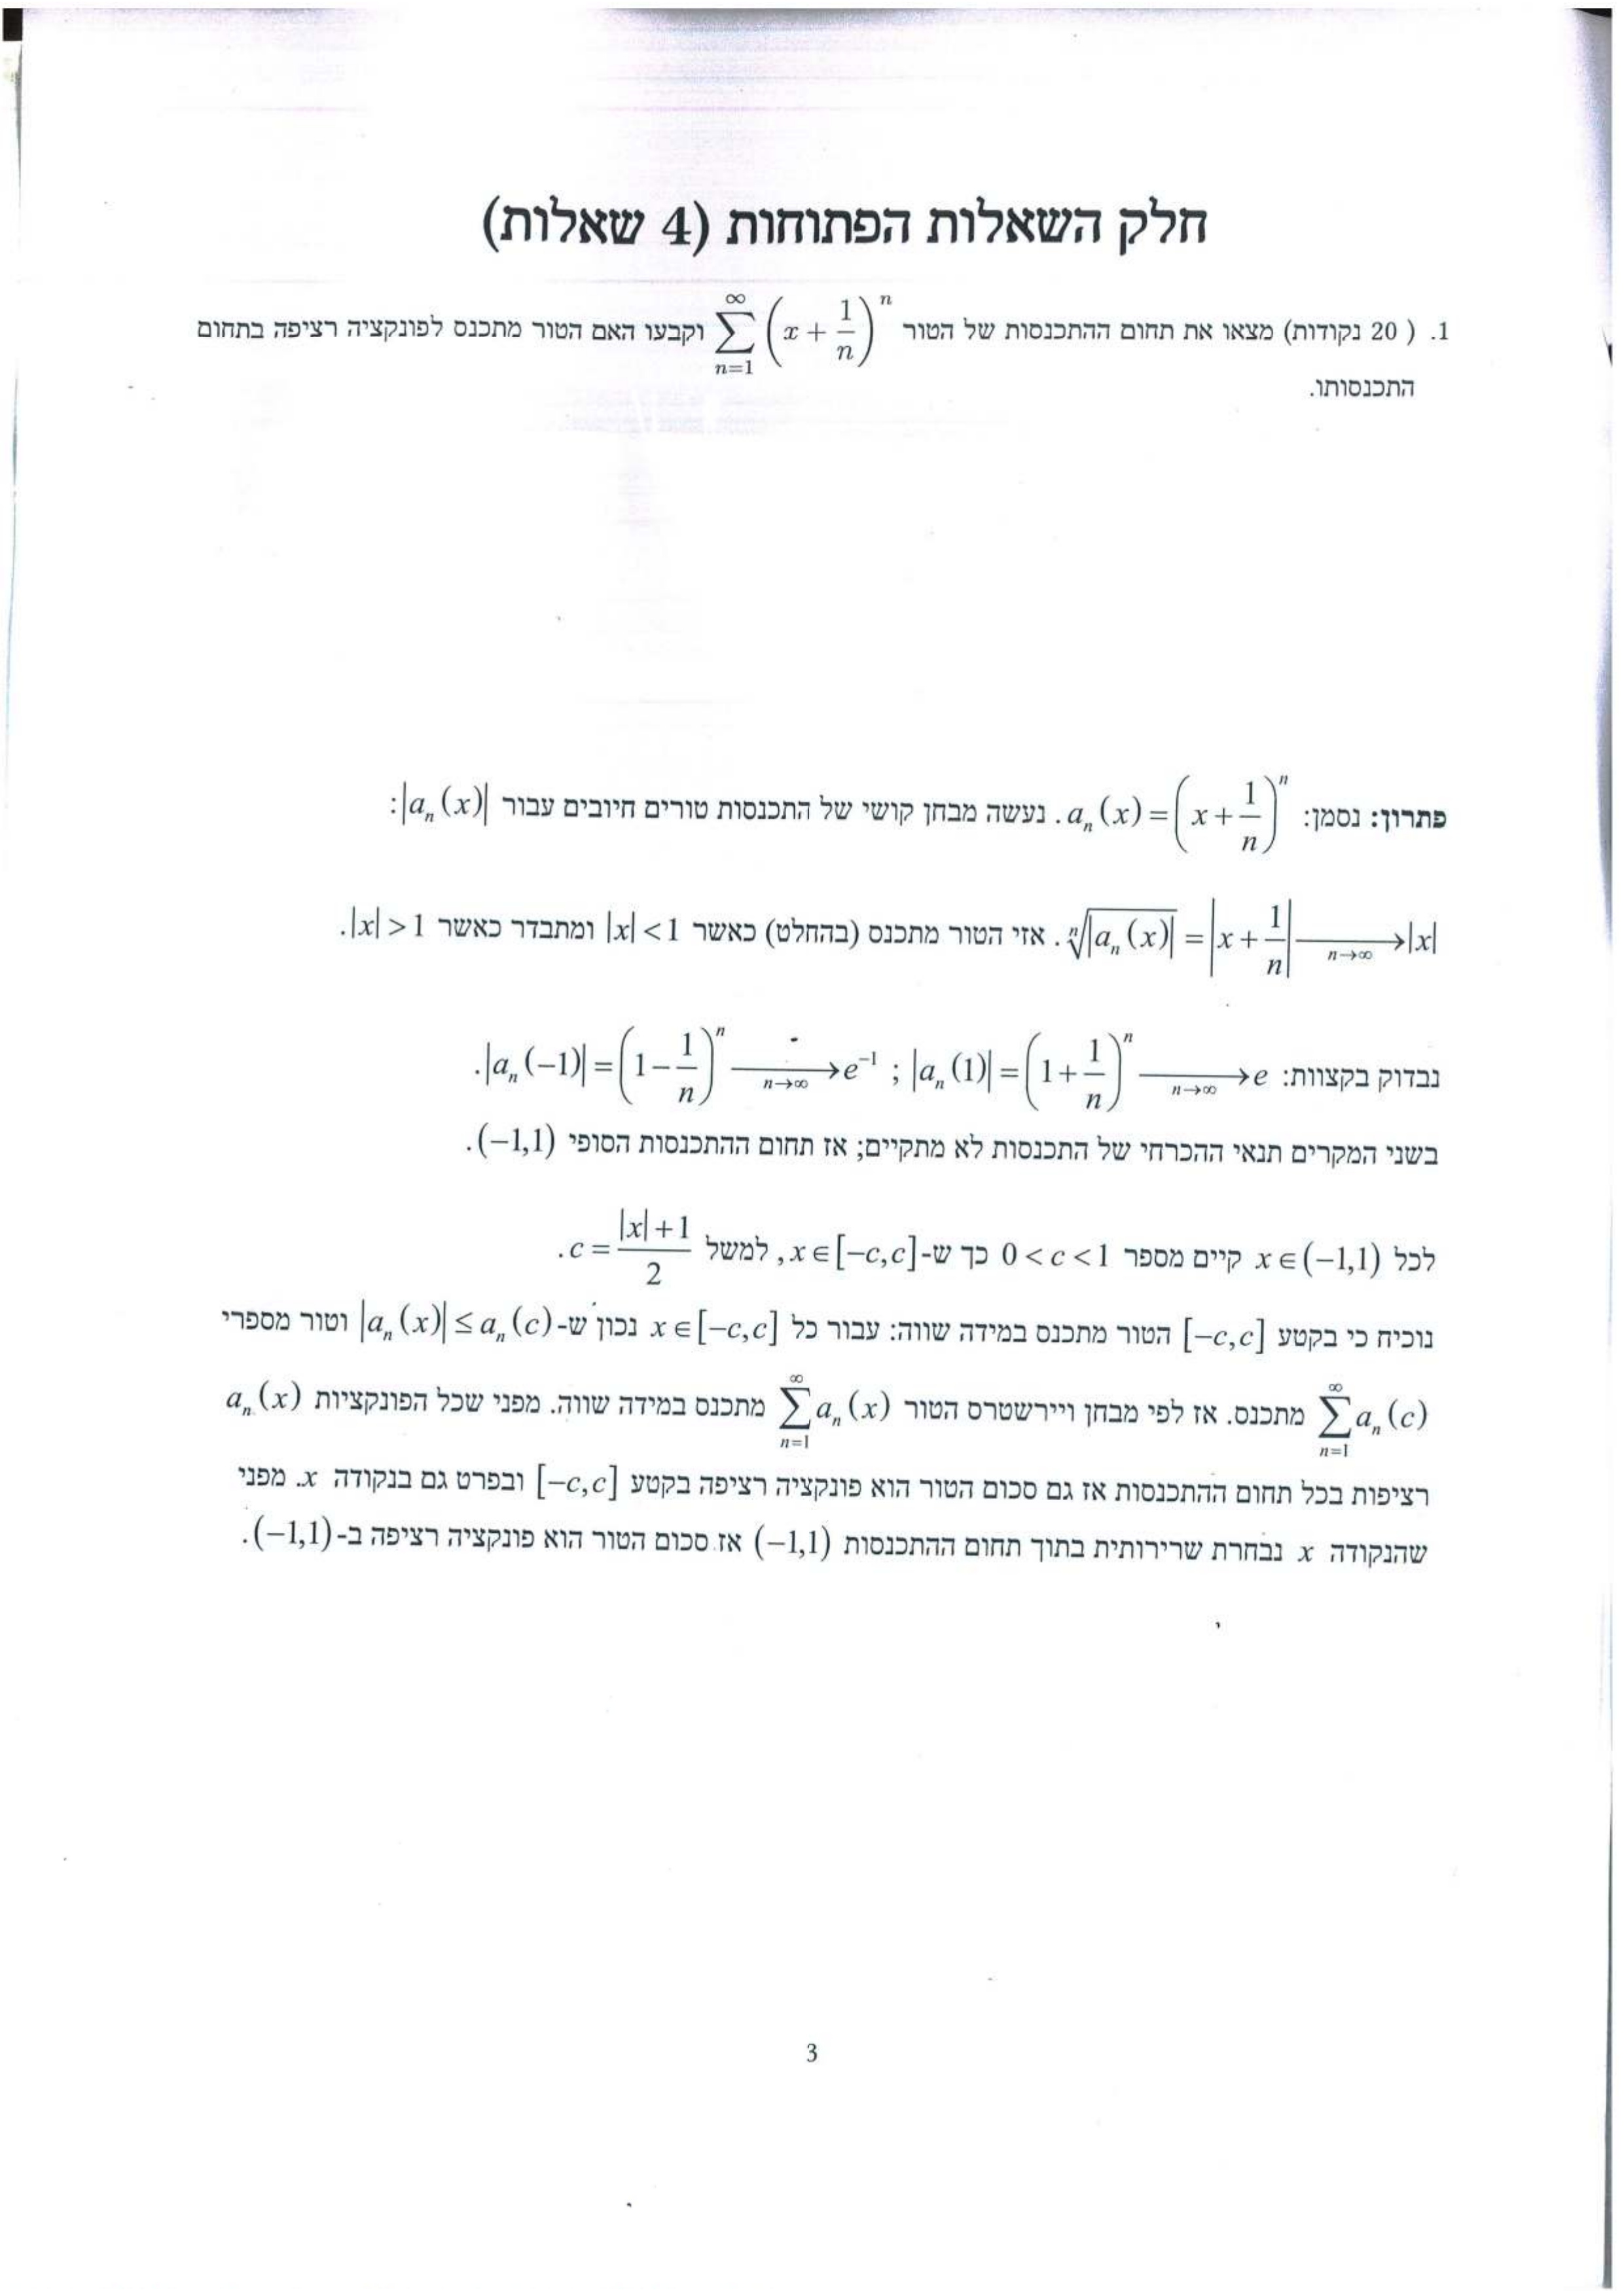 חלק השאלות הפתוחות (4 שאלות)
1. ( 20 נקודות) מצאו את תחום ההתכנסות של הטור $\sum_{n=1}^{\infty}\left(x+\frac{1}{n}\right)^n$ וקבעו האם הטור מתכנס לפונקציה רציפה בתחום
התכנסותו.
פתרון: נסמן: $a_n(x)=\left(x+\frac{1}{n}\right)^n$. נעשה מבחן קושי של התכנסות טורים חיובים עבור $|a_n(x)|$:
$\sqrt[n]{|a_n(x)|}=\left|x+\frac{1}{n}\right|\xrightarrow[n\to\infty]{}|x|$. אזי הטור מתכנס (בהחלט) כאשר $|x|<1$ ומתבדר כאשר $|x|>1$.
נבדוק בקצוות: $|a_n(1)|=\left(1+\frac{1}{n}\right)^n\xrightarrow[n\to\infty]{}e$ ; $|a_n(-1)|=\left(1-\frac{1}{n}\right)^n\xrightarrow[n\to\infty]{}e^{-1}$.
בשני המקרים תנאי ההכרחי של התכנסות לא מתקיים; אז תחום ההתכנסות הסופי $(-1,1)$.
לכל $x\in(-1,1)$ קיים מספר $0<c<1$ כך ש-$x\in[-c,c]$, למשל $c=\frac{|x|+1}{2}$.
נוכיח כי בקטע $[-c,c]$ הטור מתכנס במידה שווה: עבור כל $x\in[-c,c]$ נכון ש-$|a_n(x)|\le a_n(c)$ וטור מספרי
$\sum_{n=1}^{\infty}a_n(c)$ מתכנס. אז לפי מבחן ויירשטרס הטור $\sum_{n=1}^{\infty}a_n(x)$ מתכנס במידה שווה. מפני שכל הפונקציות $a_n(x)$
רציפות בכל תחום ההתכנסות אז גם סכום הטור הוא פונקציה רציפה בקטע $[-c,c]$ ובפרט גם בנקודה $x$. מפני
שהנקודה $x$ נבחרת שרירותית בתוך תחום ההתכנסות $(-1,1)$ אז סכום הטור הוא פונקציה רציפה ב-$(-1,1)$.
3